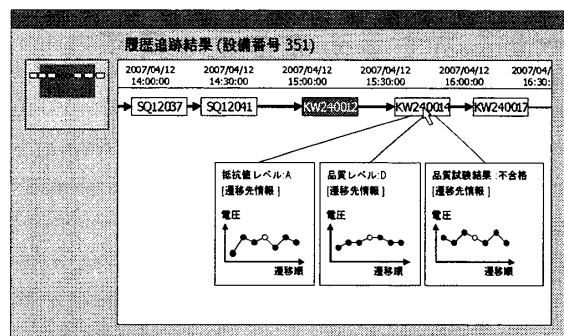 履歴追跡結果 (設備番号 351)
2007/04/12 2007/04/12 2007/04/12 2007/04/12 2007/04/12 2007/04/
14:00:00 14:30:00 15:00:00 15:30:00 16:00:00 16:30:
SQ12037 SQ12041 KW240012 KW240014 KW240017
抵抗値レベル:A 品質レベル:D 品質試験結果:不合格
[遷移先情報] [遷移先情報] [遷移先情報]
電圧 電圧 電圧
遷移順 遷移順 遷移順